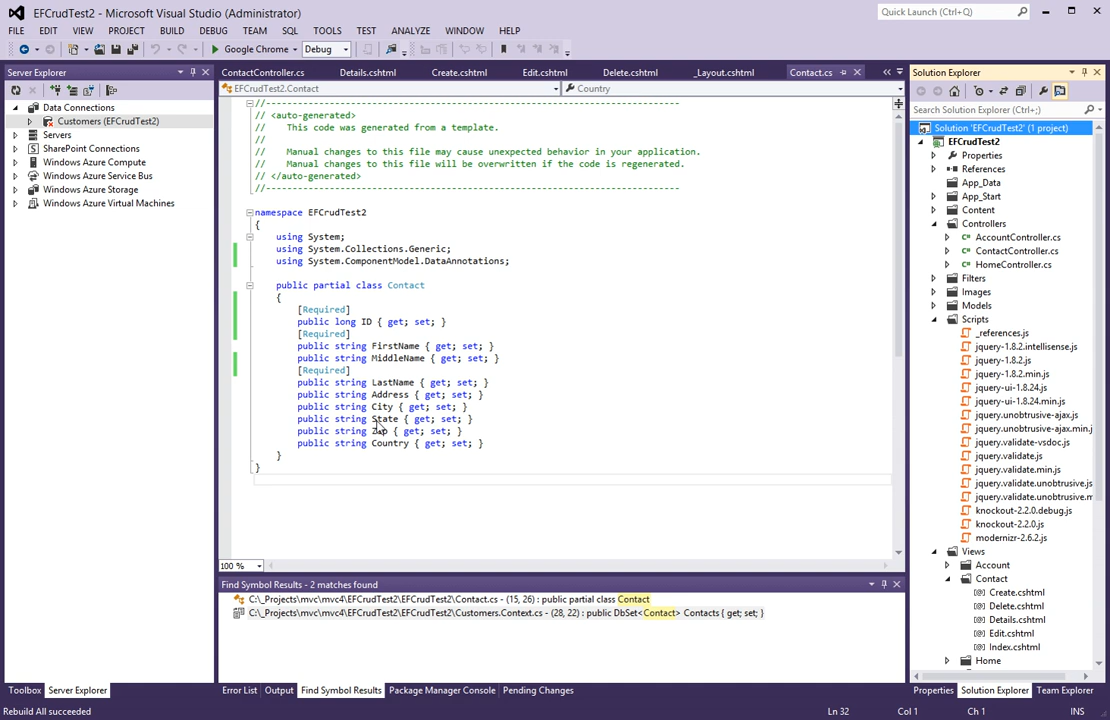 EFCrudTest2 - Microsoft Visual Studio (Administrator)
Quick Launch (Ctrl+Q)
FILE EDIT VIEW PROJECT BUILD DEBUG TEAM SQL TOOLS TEST ANALYZE WINDOW HELP
Google Chrome Debug
Server Explorer
Data Connections
Customers (EFCrudTest2)
Servers
SharePoint Connections
Windows Azure Compute
Windows Azure Service Bus
Windows Azure Storage
Windows Azure Virtual Machines
ContactController.cs Details.cshtml Create.cshtml Edit.cshtml Delete.cshtml _Layout.cshtml Contact.cs
EFCrudTest2.Contact Country
//------------------------------------------------------------------------------
// <auto-generated>
//    This code was generated from a template.
//
//    Manual changes to this file may cause unexpected behavior in your application.
//    Manual changes to this file will be overwritten if the code is regenerated.
// </auto-generated>
//------------------------------------------------------------------------------
namespace EFCrudTest2
{
using System;
using System.Collections.Generic;
using System.ComponentModel.DataAnnotations;
public partial class Contact
{
[Required]
public long ID { get; set; }
[Required]
public string FirstName { get; set; }
public string MiddleName { get; set; }
[Required]
public string LastName { get; set; }
public string Address { get; set; }
public string City { get; set; }
public string State { get; set; }
public string Zip { get; set; }
public string Country { get; set; }
}
}
100 %
Find Symbol Results - 2 matches found
C:\_Projects\mvc\mvc4\EFCrudTest2\EFCrudTest2\Contact.cs - (15, 26) : public partial class Contact
C:\_Projects\mvc\mvc4\EFCrudTest2\EFCrudTest2\Customers.Context.cs - (28, 22) : public DbSet<Contact> Contacts { get; set; }
Solution Explorer
Search Solution Explorer (Ctrl+;)
Solution 'EFCrudTest2' (1 project)
EFCrudTest2
Properties
References
App_Data
App_Start
Content
Controllers
AccountController.cs
ContactController.cs
HomeController.cs
Filters
Images
Models
Scripts
_references.js
jquery-1.8.2.intellisense.js
jquery-1.8.2.js
jquery-1.8.2.min.js
jquery-ui-1.8.24.js
jquery-ui-1.8.24.min.js
jquery.unobtrusive-ajax.js
jquery.unobtrusive-ajax.min.j
jquery.validate-vsdoc.js
jquery.validate.js
jquery.validate.min.js
jquery.validate.unobtrusive.js
jquery.validate.unobtrusive.m
knockout-2.2.0.debug.js
knockout-2.2.0.js
modernizr-2.6.2.js
Views
Account
Contact
Create.cshtml
Delete.cshtml
Details.cshtml
Edit.cshtml
Index.cshtml
Home
Toolbox Server Explorer
Error List Output Find Symbol Results Package Manager Console Pending Changes
Properties Solution Explorer Team Explorer
Rebuild All succeeded
Ln 32 Col 1 Ch 1 INS